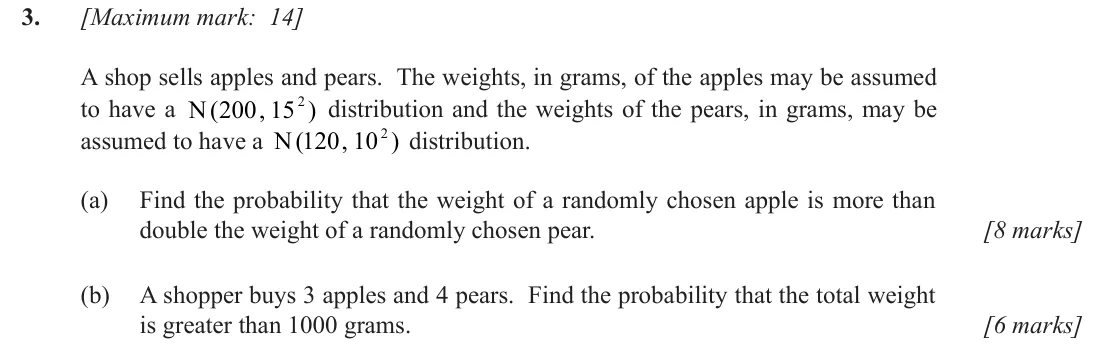 3. [Maximum mark: 14]
A shop sells apples and pears. The weights, in grams, of the apples may be assumed
to have a N(200, 15²) distribution and the weights of the pears, in grams, may be
assumed to have a N(120, 10²) distribution.
(a) Find the probability that the weight of a randomly chosen apple is more than
double the weight of a randomly chosen pear. [8 marks]
(b) A shopper buys 3 apples and 4 pears. Find the probability that the total weight
is greater than 1000 grams. [6 marks]